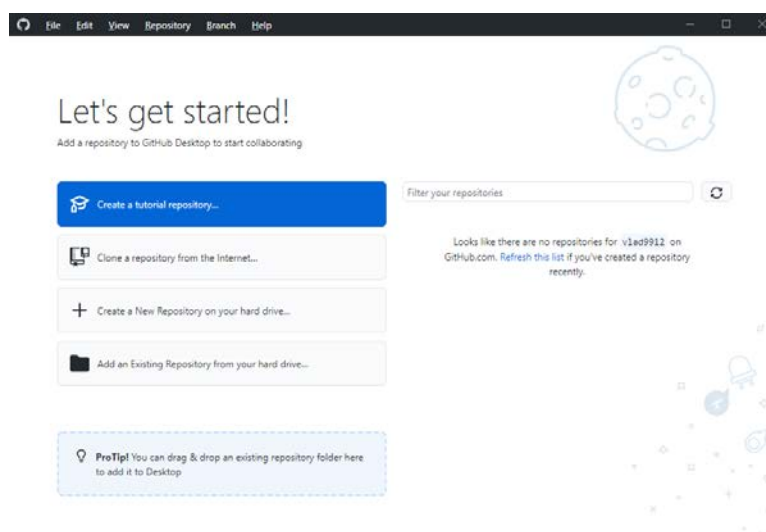 File Edit View Repository Branch Help
Let's get started!
Add a repository to GitHub Desktop to start collaborating
Create a tutorial repository...
Clone a repository from the Internet...
Create a New Repository on your hard drive...
Add an Existing Repository from your hard drive...
ProTip! You can drag & drop an existing repository folder here
to add it to Desktop
Filter your repositories
Looks like there are no repositories for vlad9912 on
GitHub.com. Refresh this list if you've created a repository
recently.